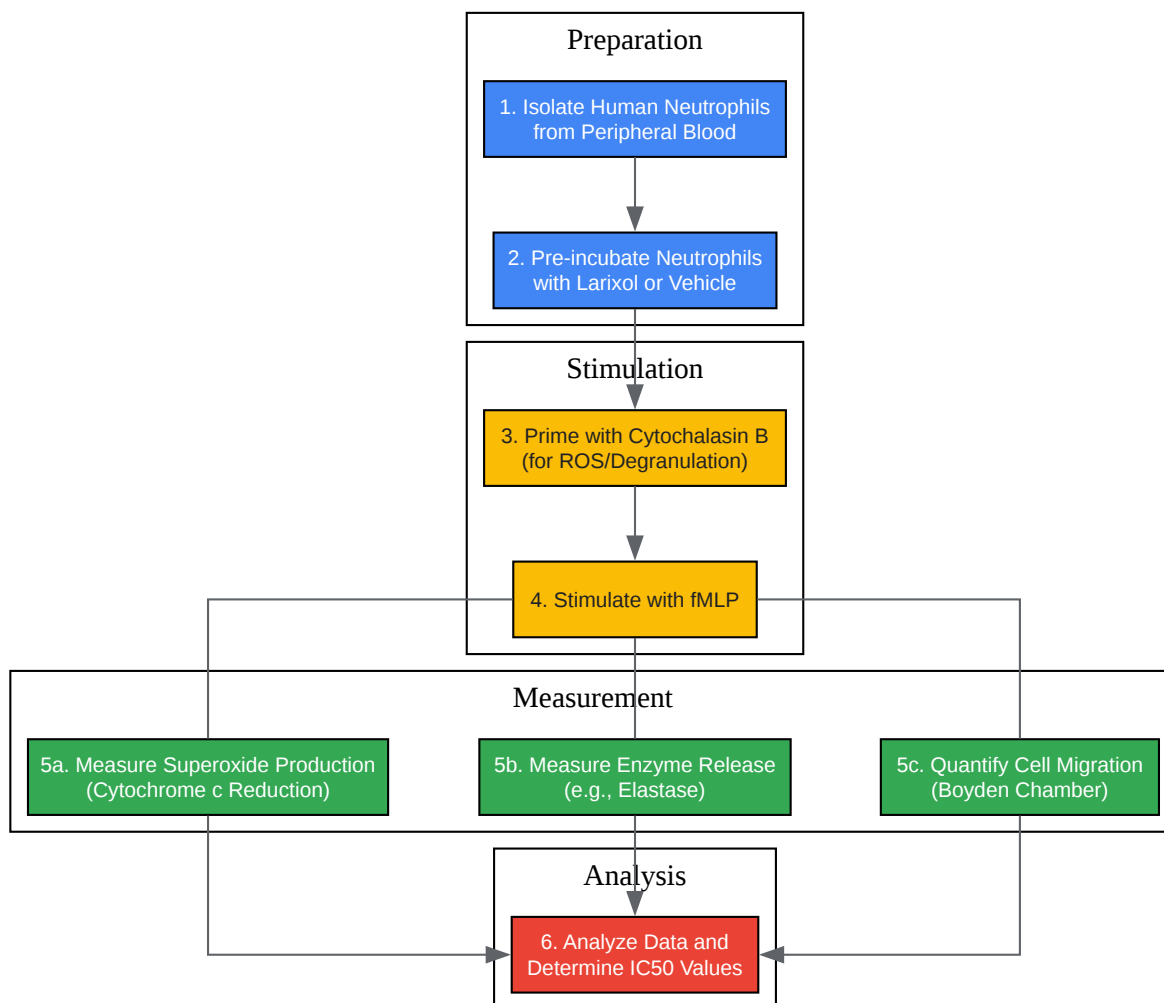 Preparation
1. Isolate Human Neutrophils
from Peripheral Blood
2. Pre-incubate Neutrophils
with Larixol or Vehicle
Stimulation
3. Prime with Cytochalasin B
(for ROS/Degranulation)
4. Stimulate with fMLP
Measurement
5a. Measure Superoxide Production
(Cytochrome c Reduction)
5b. Measure Enzyme Release
(e.g., Elastase)
5c. Quantify Cell Migration
(Boyden Chamber)
Analysis
6. Analyze Data and
Determine IC50 Values